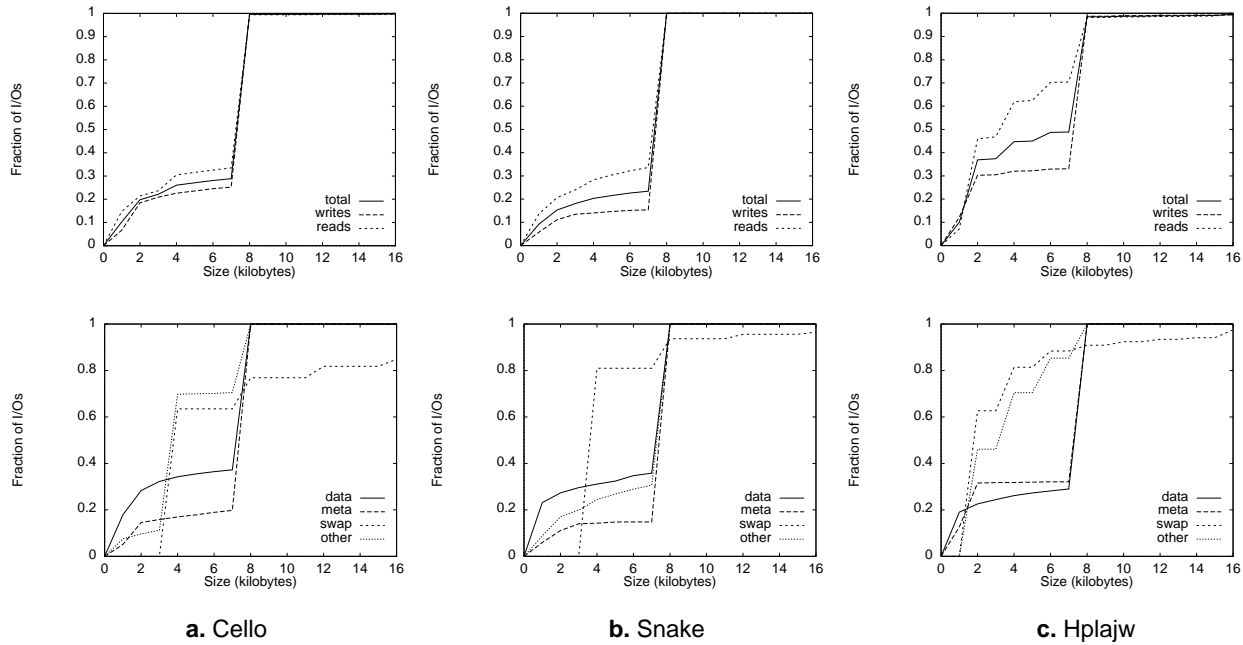 1
0.9
0.8
0.7
0.6
0.5
0.4
0.3
0.2
0.1
0
0 2 4 6 8 10 12 14 16
Fraction of I/Os
Size (kilobytes)
total
writes
reads
1
0.9
0.8
0.7
0.6
0.5
0.4
0.3
0.2
0.1
0
0 2 4 6 8 10 12 14 16
Fraction of I/Os
Size (kilobytes)
total
writes
reads
1
0.9
0.8
0.7
0.6
0.5
0.4
0.3
0.2
0.1
0
0 2 4 6 8 10 12 14 16
Fraction of I/Os
Size (kilobytes)
total
writes
reads
1
0.8
0.6
0.4
0.2
0
0 2 4 6 8 10 12 14 16
Fraction of I/Os
Size (kilobytes)
data
meta
swap
other
1
0.8
0.6
0.4
0.2
0
0 2 4 6 8 10 12 14 16
Fraction of I/Os
Size (kilobytes)
data
meta
swap
other
1
0.8
0.6
0.4
0.2
0
0 2 4 6 8 10 12 14 16
Fraction of I/Os
Size (kilobytes)
data
meta
swap
other
a. Cello
b. Snake
c. Hplajw